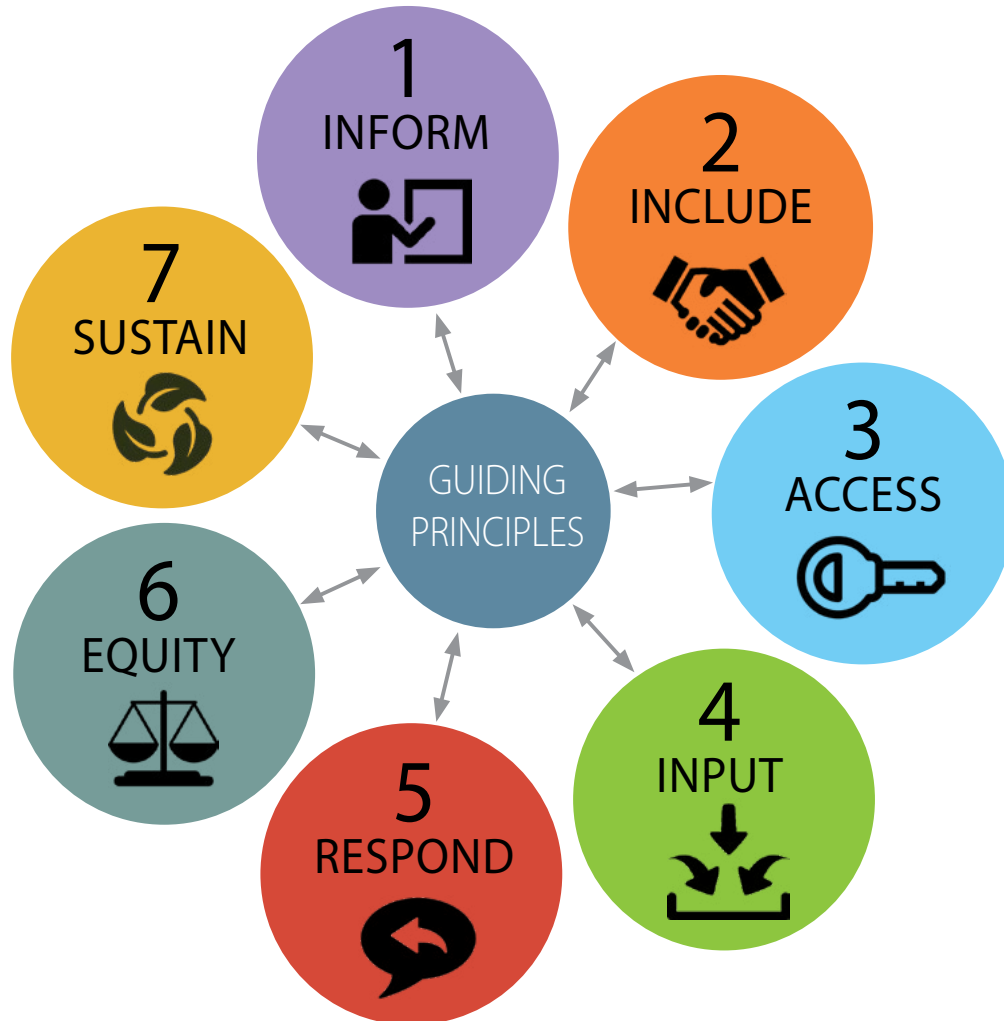 1
INFORM
2
INCLUDE
3
ACCESS
4
INPUT
5
RESPOND
6
EQUITY
7
SUSTAIN
GUIDING
PRINCIPLES